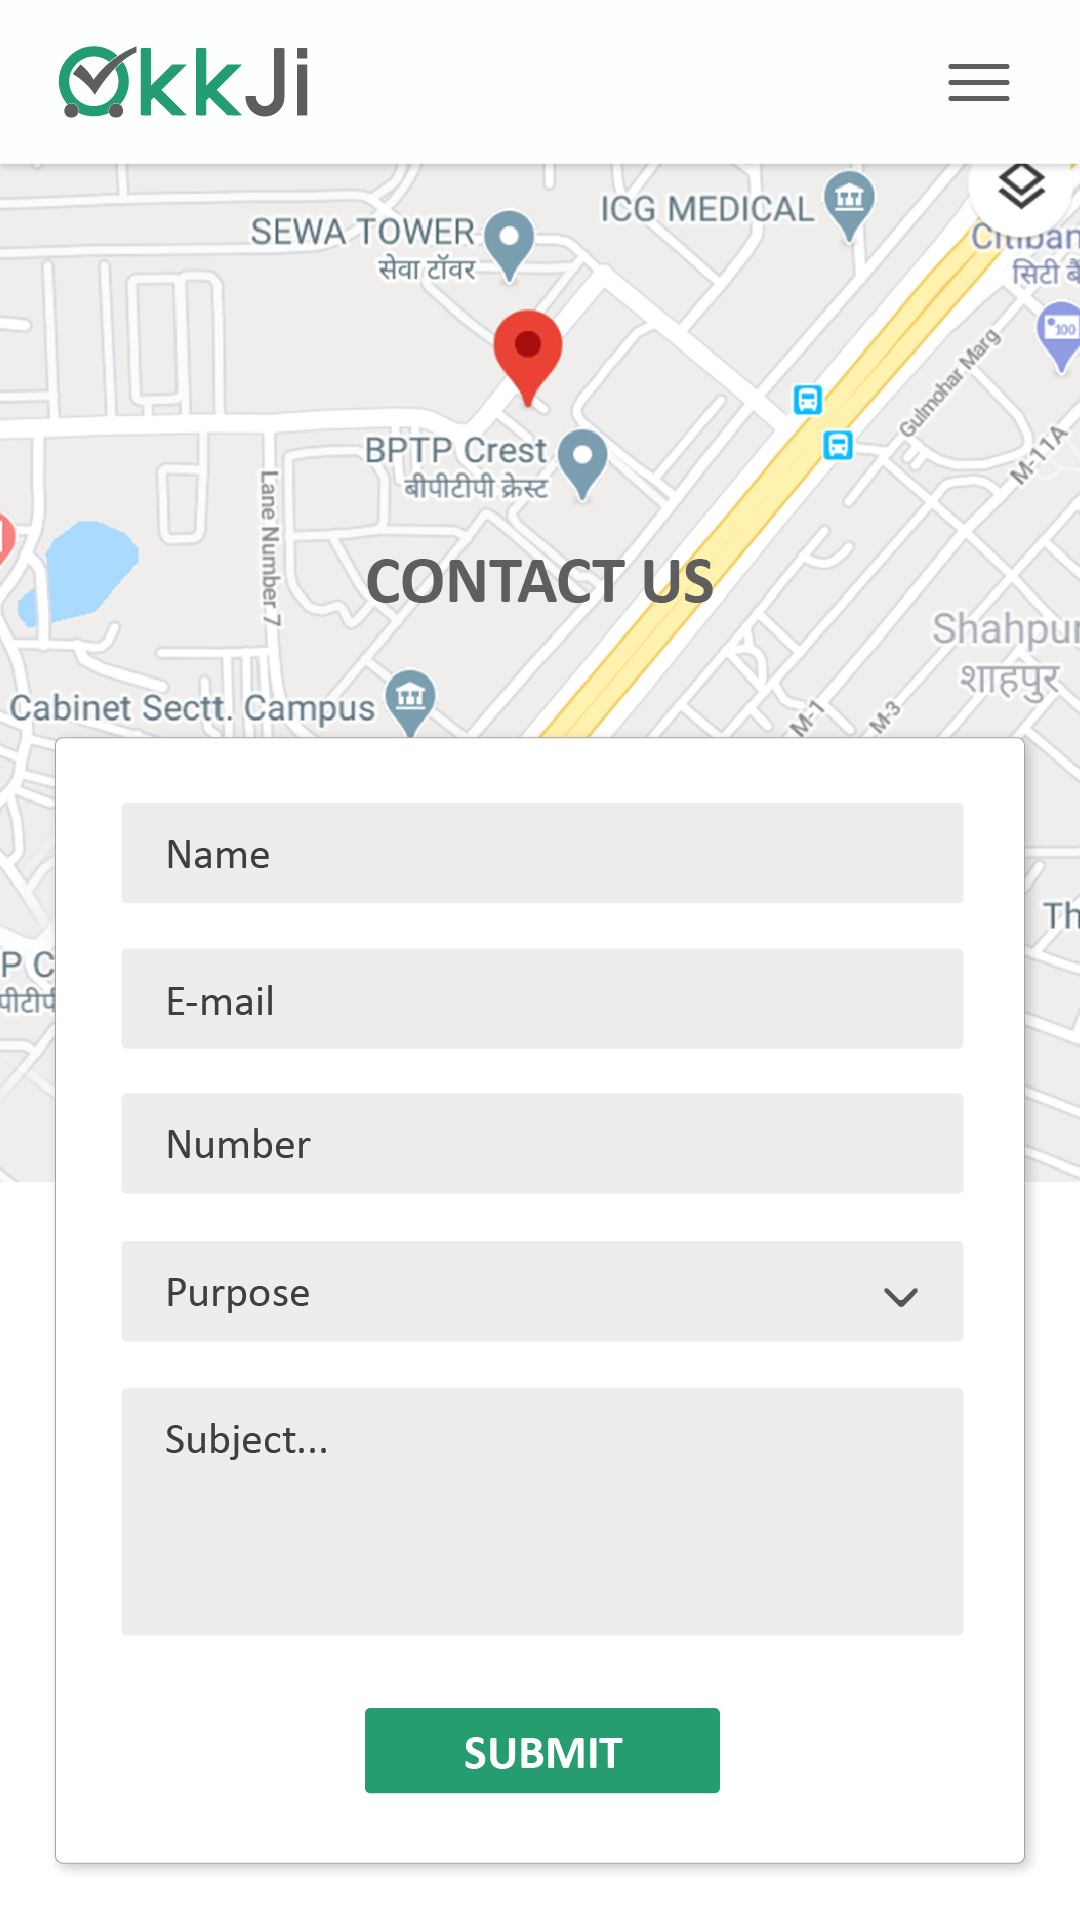 OkkJi
ICG MEDICAL
SEWA TOWER
सेवा टॉवर
Citiban
सिटी बैं
100
Gulmohar Marg
M-11A
BPTP Crest
बीपीटीपी क्रेस्ट
Lane Number 7
CONTACT US
Shahpur
शाहपुर
Cabinet Sectt. Campus
M-1
M-3
Name
Th
P C
पीटीपी
E-mail
Number
Purpose
Subject...
SUBMIT